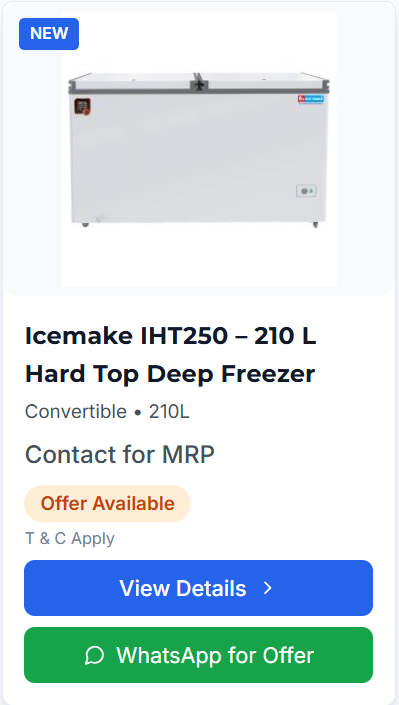 NEW
Icemake IHT250 – 210 L
Hard Top Deep Freezer
Convertible • 210L
Contact for MRP
Offer Available
T & C Apply
View Details
WhatsApp for Offer